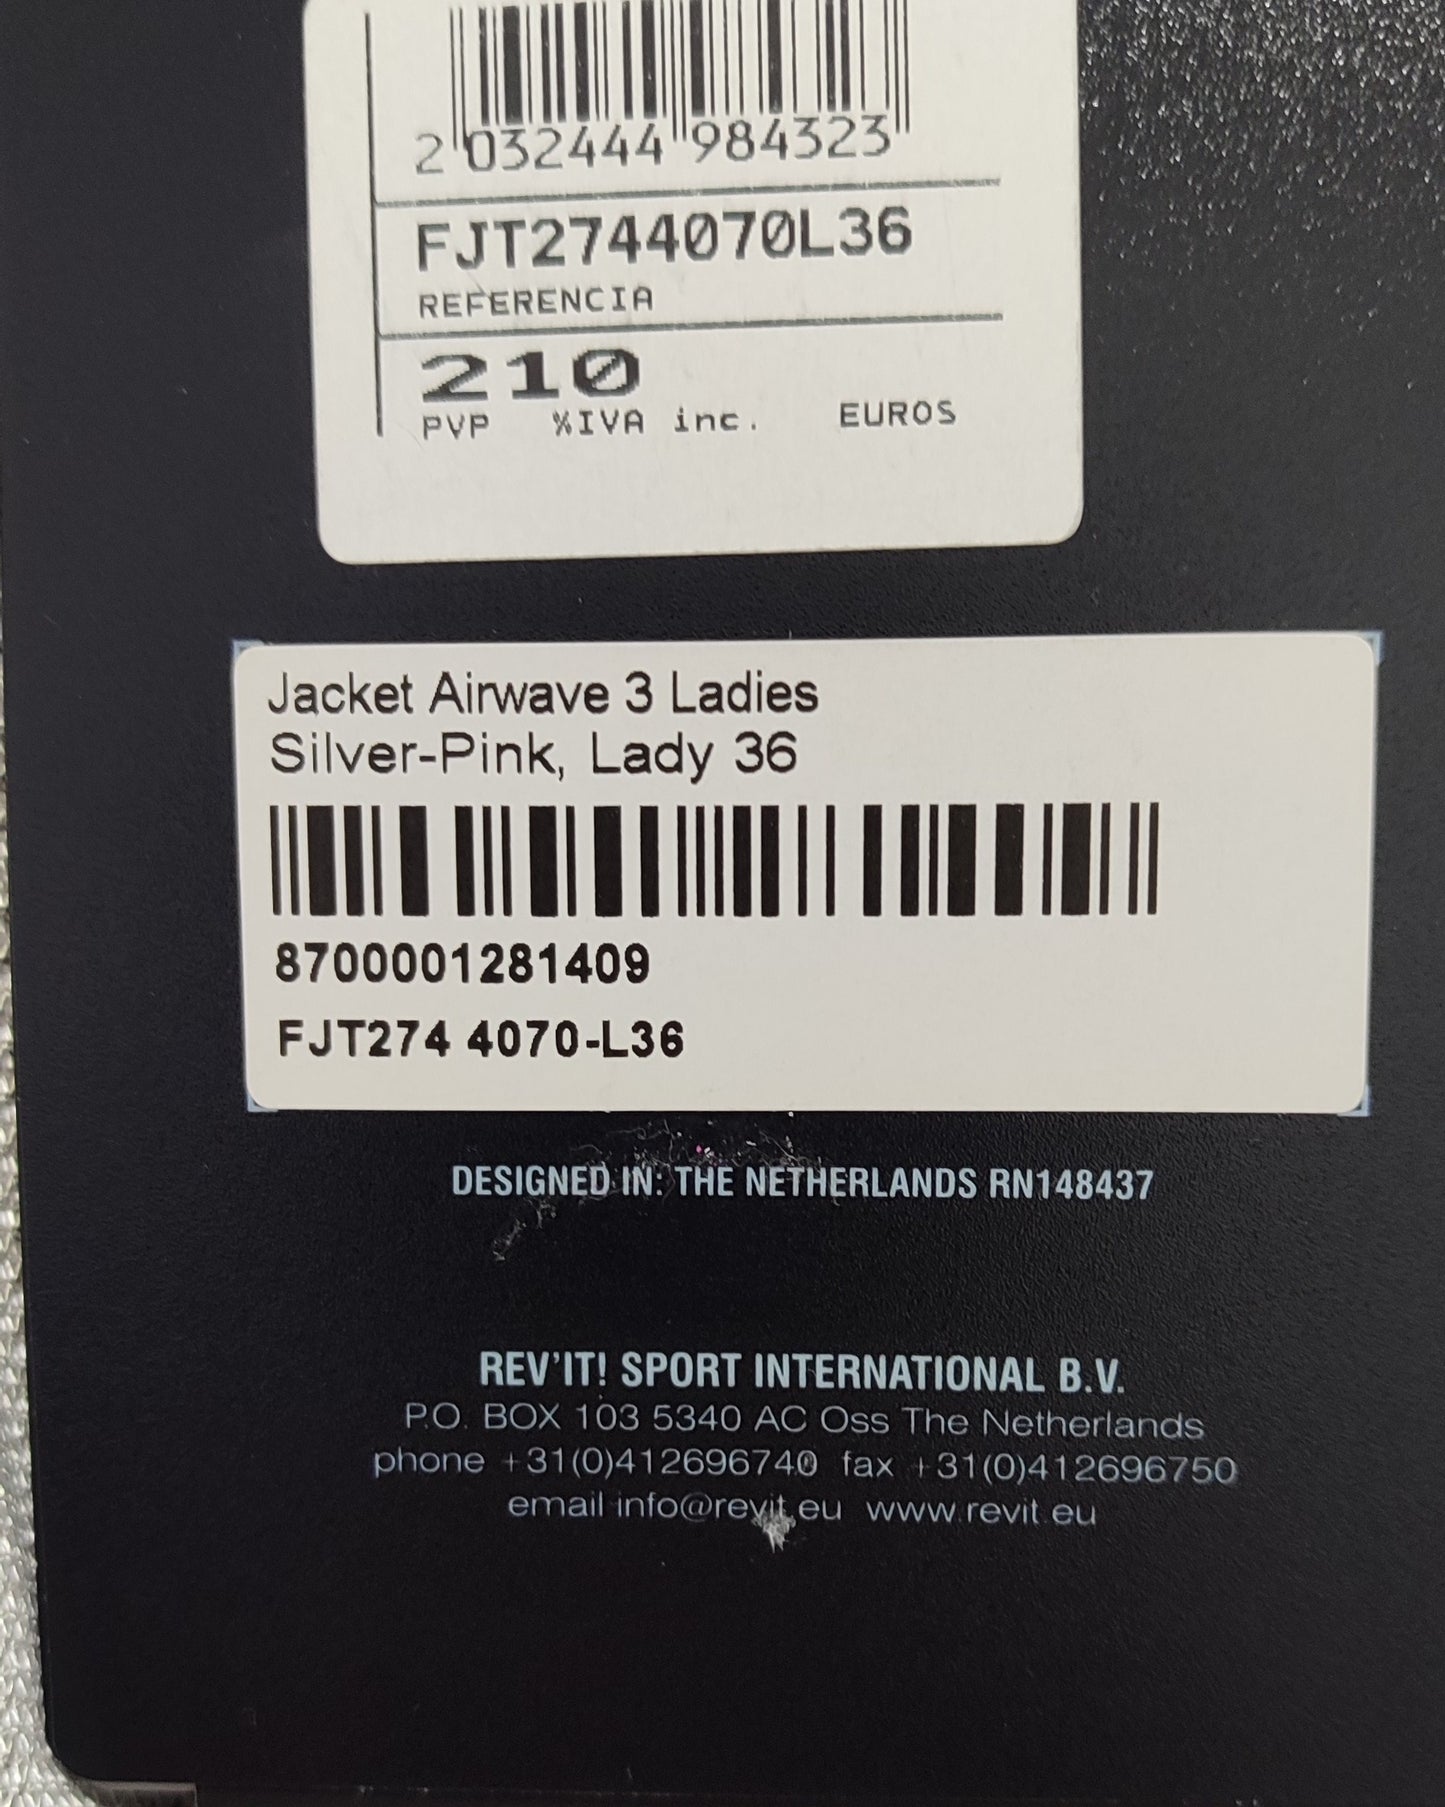 2 032444 984323
FJT2744070L36
REFERENCIA
210
PVP %IVA inc. EUROS
Jacket Airwave 3 Ladies
Silver-Pink, Lady 36
8700001281409
FJT274 4070-L36
DESIGNED IN: THE NETHERLANDS RN148437
REV'IT! SPORT INTERNATIONAL B.V.
P.O. BOX 103 5340 AC Oss The Netherlands
phone +31(0)412696740 fax +31(0)412696750
email info@revit.eu www.revit.eu